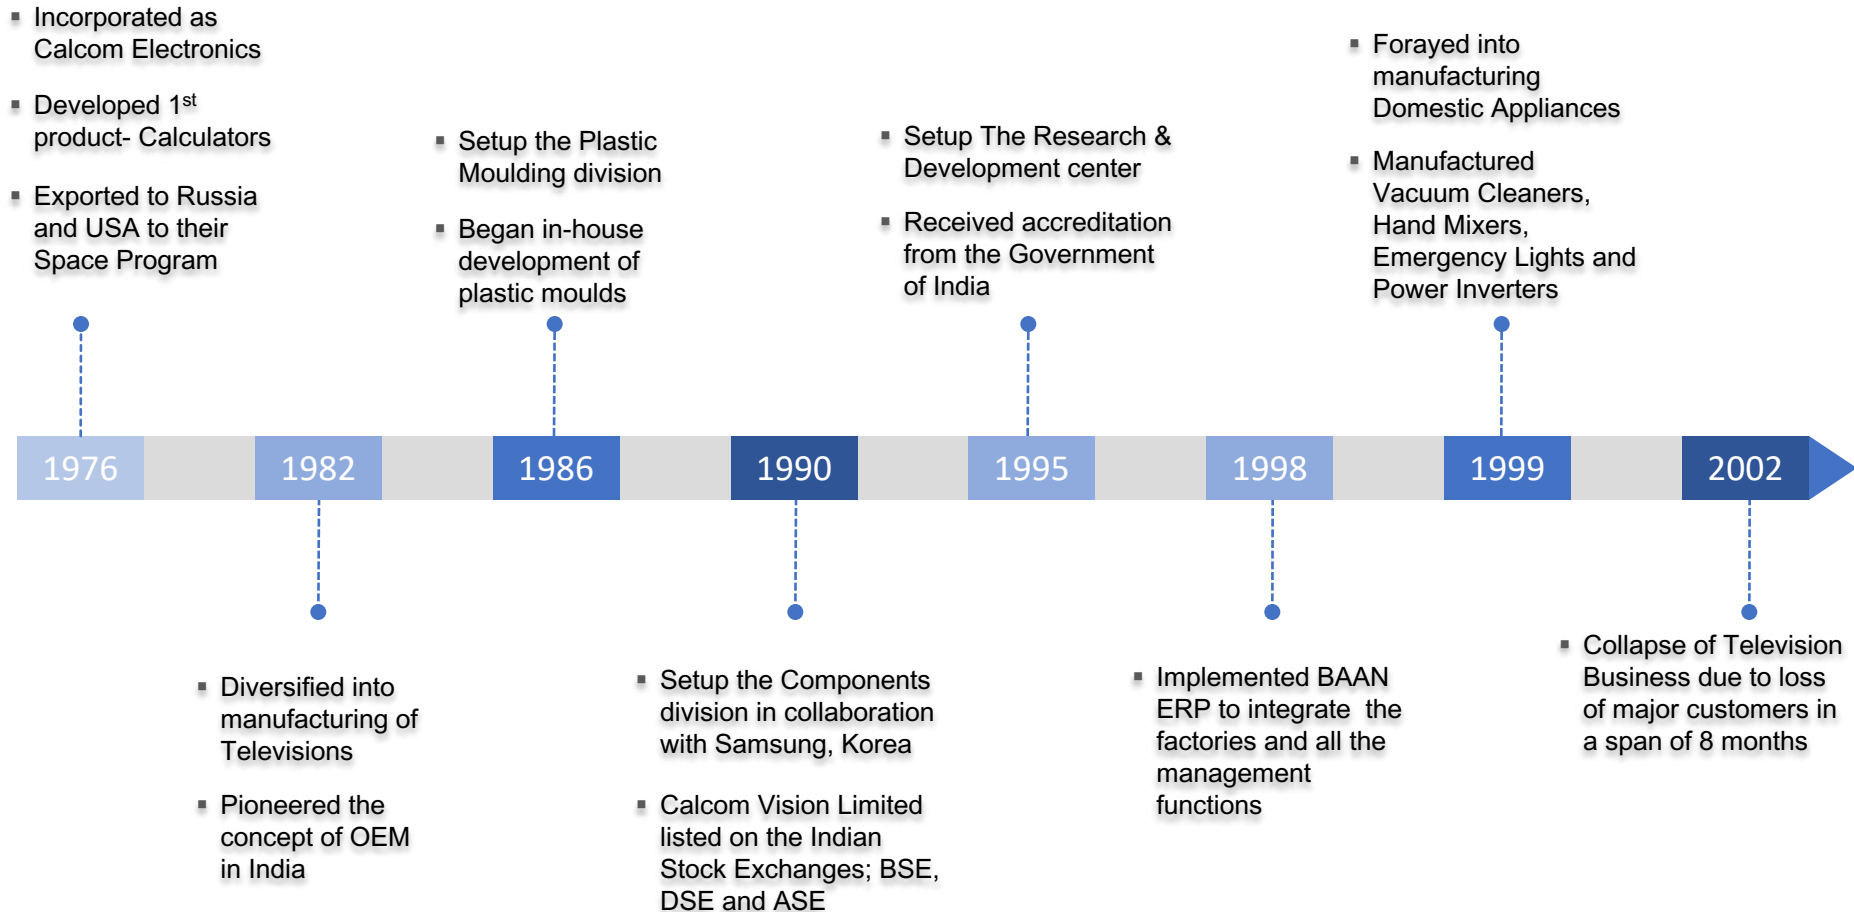 ▪ Incorporated as
Calcom Electronics
▪ Developed 1st
product- Calculators
▪ Exported to Russia
and USA to their
Space Program
▪ Setup the Plastic
Moulding division
▪ Began in-house
development of
plastic moulds
▪ Setup The Research &
Development center
▪ Received accreditation
from the Government
of India
▪ Forayed into
manufacturing
Domestic Appliances
▪ Manufactured
Vacuum Cleaners,
Hand Mixers,
Emergency Lights and
Power Inverters
1976
1982
1986
1990
1995
1998
1999
2002
▪ Diversified into
manufacturing of
Televisions
▪ Pioneered the
concept of OEM
in India
▪ Setup the Components
division in collaboration
with Samsung, Korea
▪ Calcom Vision Limited
listed on the Indian
Stock Exchanges; BSE,
DSE and ASE
▪ Implemented BAAN
ERP to integrate  the
factories and all the
management
functions
▪ Collapse of Television
Business due to loss
of major customers in
a span of 8 months